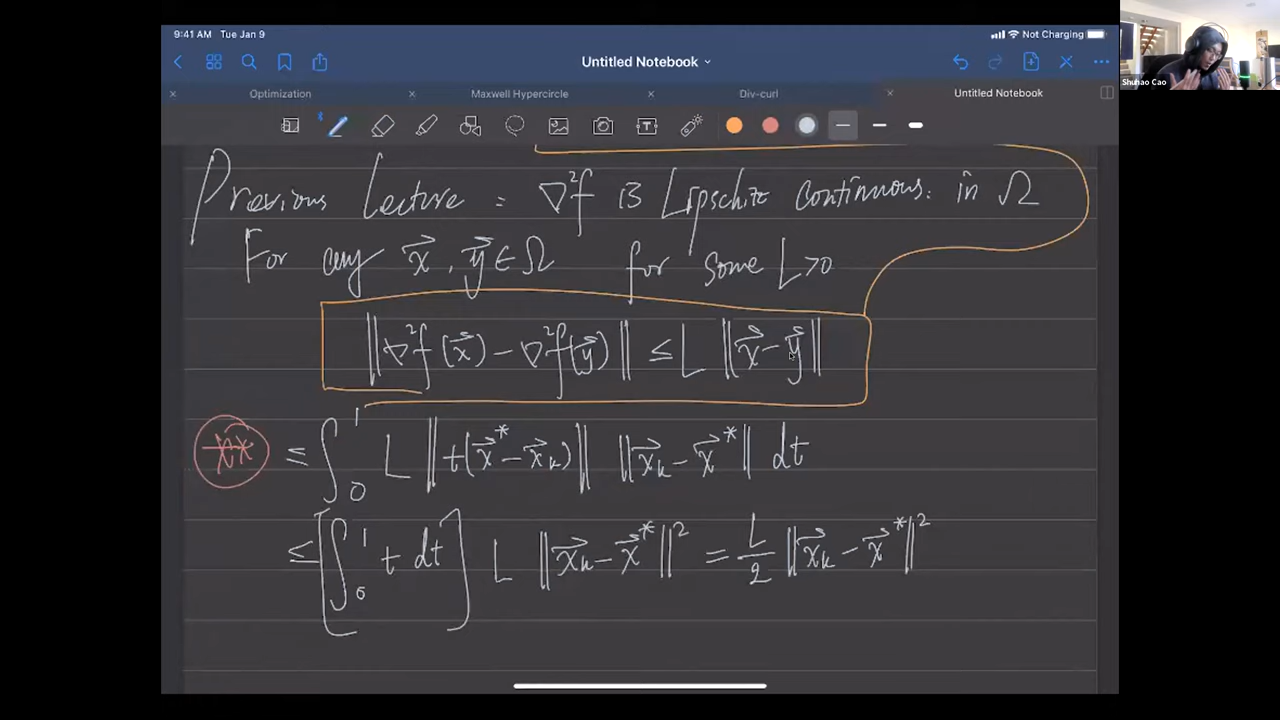 9:41 AM Tue Jan 9
Not Charging
Untitled Notebook
Shuhao Cao
Optimization
Maxwell Hypercircle
Div-curl
Untitled Notebook
Previous Lecture : ∇²f is Lipschitz continuous. in Ω
For any x⃗, y⃗ ∈ Ω for some L>0
‖∇²f(x⃗) − ∇²f(y⃗)‖ ≤ L ‖x⃗−y⃗‖
** ≤ ∫₀¹ L ‖t(x⃗* − x⃗ₖ)‖ ‖x⃗ₖ − x⃗*‖ dt
≤ [∫₀¹ t dt] L ‖x⃗ₖ − x⃗*‖² = L/2 ‖x⃗ₖ − x⃗*‖²